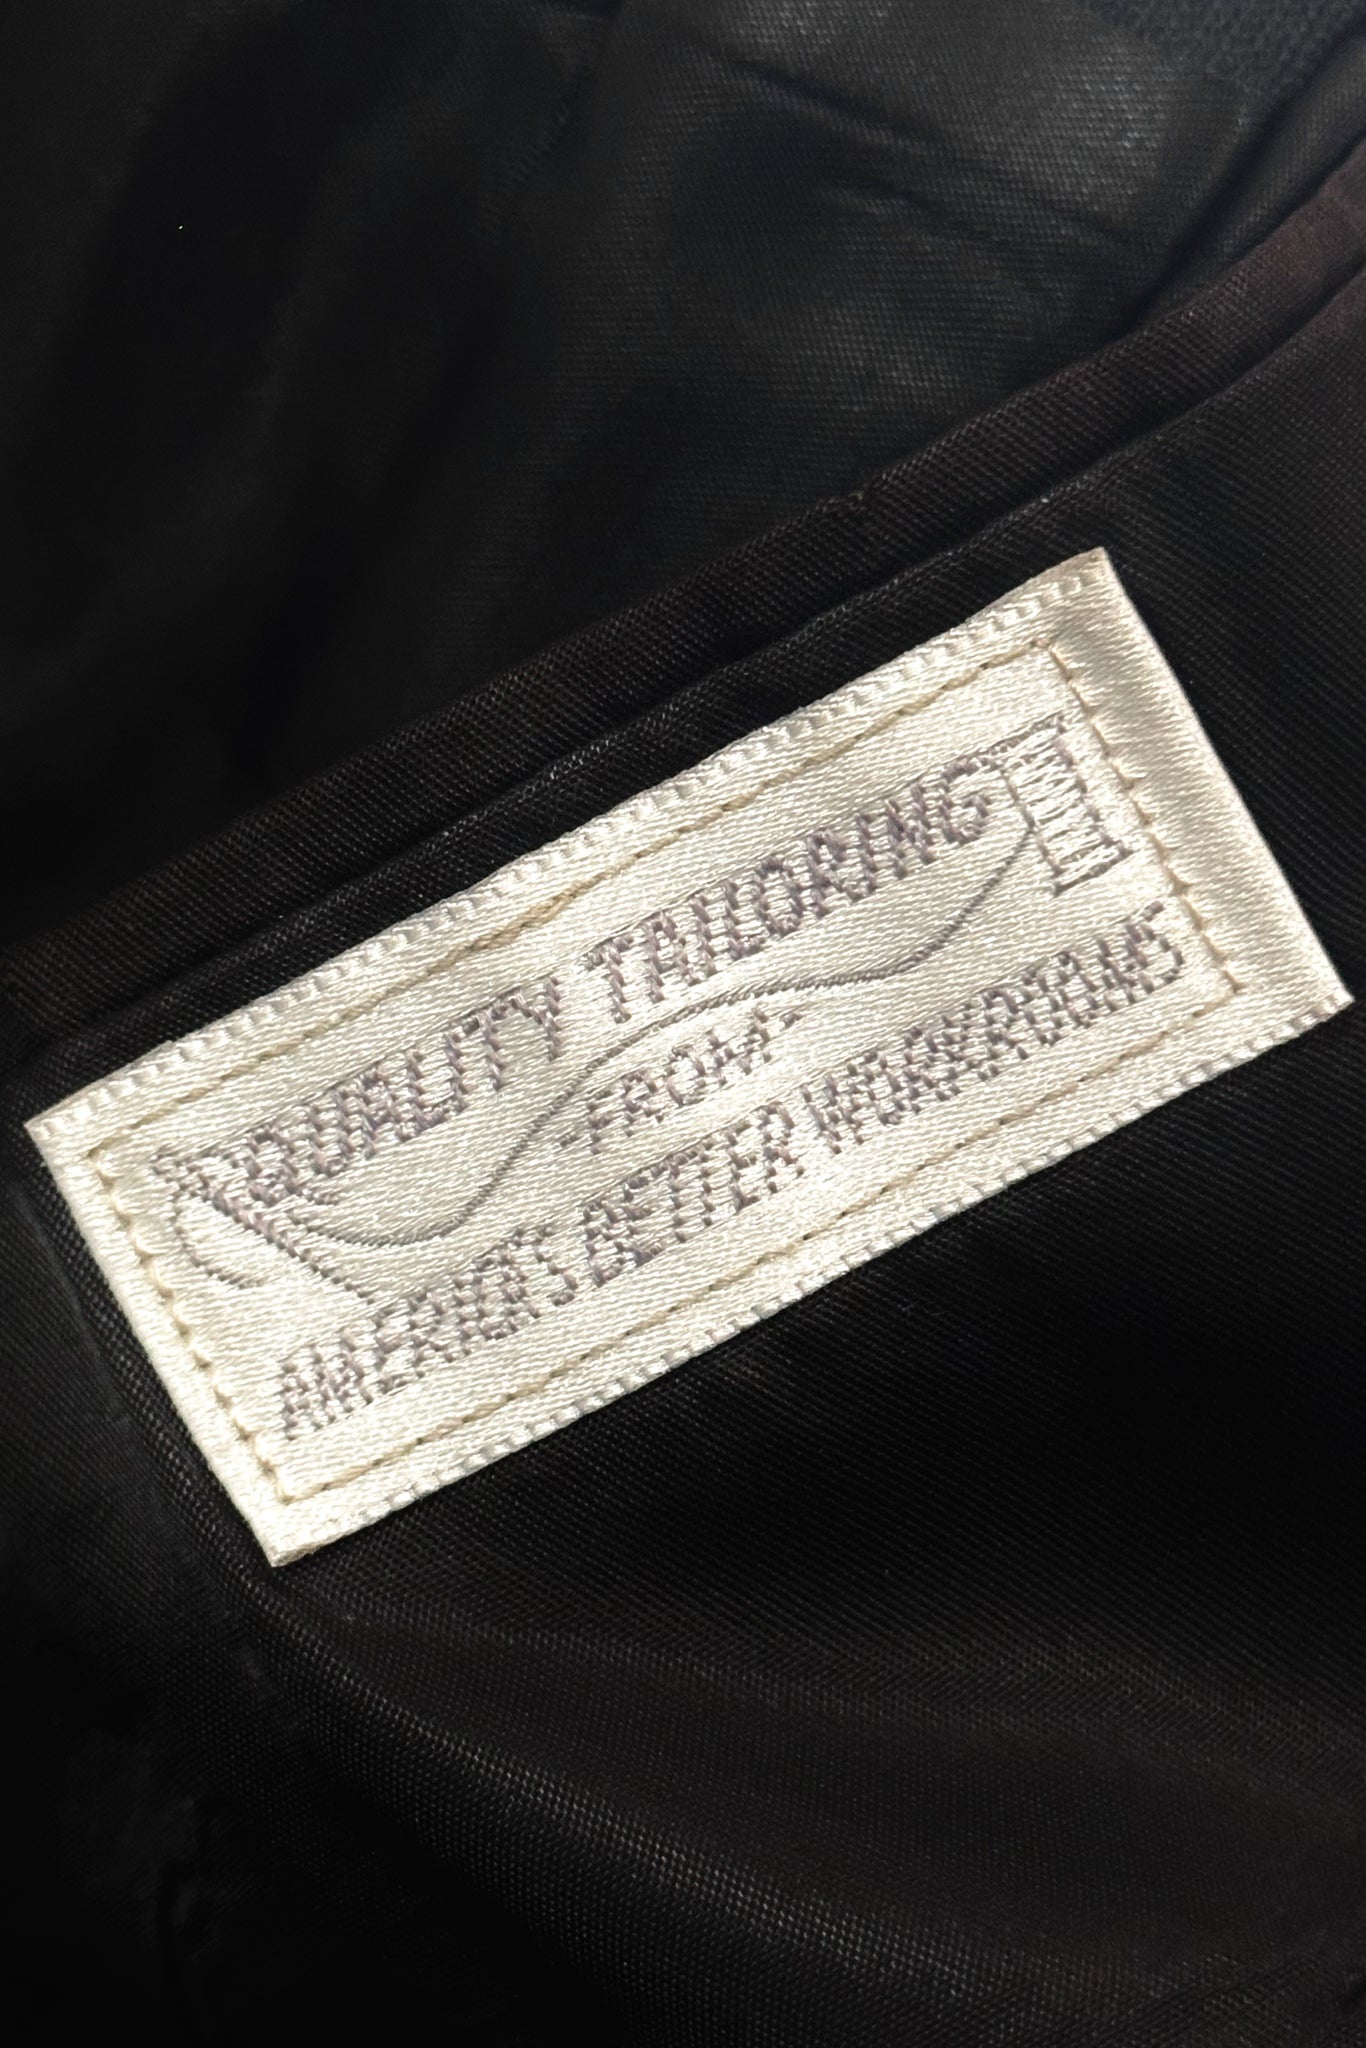 QUALITY TAILORING
-FROM-
AMERICA'S BETTER WORKROOMS